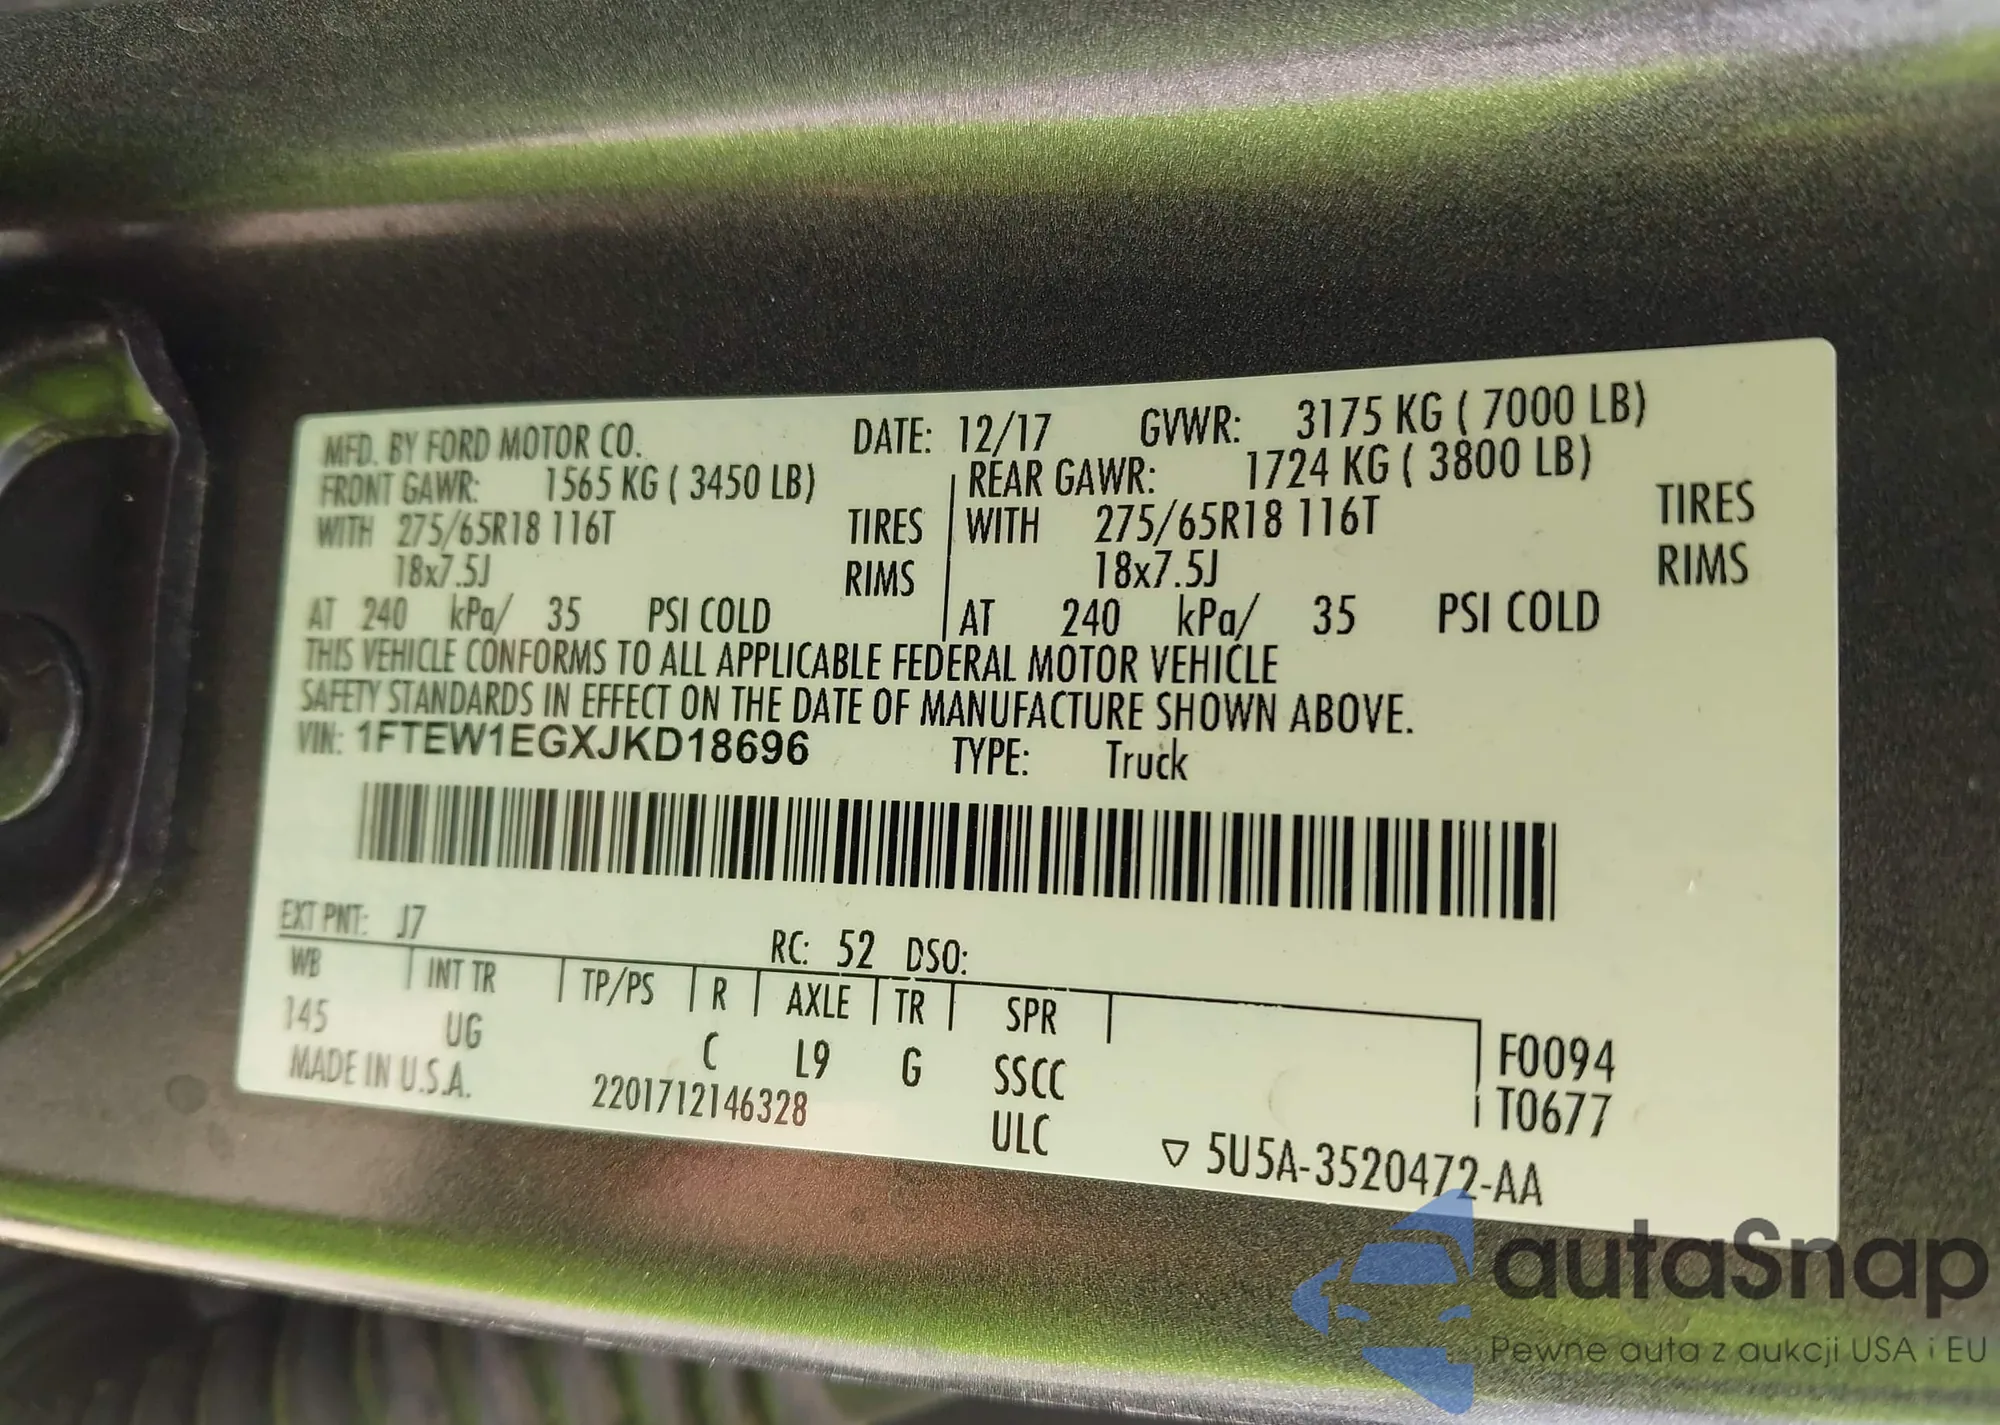 MFD. BY FORD MOTOR CO. DATE: 12/17 GVWR: 3175 KG ( 7000 LB)
FRONT GAWR: 1565 KG ( 3450 LB) REAR GAWR: 1724 KG ( 3800 LB)
WITH 275/65R18 116T TIRES WITH 275/65R18 116T TIRES
18x7.5J RIMS 18x7.5J RIMS
AT 240 kPa/ 35 PSI COLD AT 240 kPa/ 35 PSI COLD
THIS VEHICLE CONFORMS TO ALL APPLICABLE FEDERAL MOTOR VEHICLE
SAFETY STANDARDS IN EFFECT ON THE DATE OF MANUFACTURE SHOWN ABOVE.
VIN: 1FTEW1EGXJKD18696 TYPE: Truck
EXT PNT: J7 RC: 52 DSO:
WB INT TR TP/PS R AXLE TR SPR
145 UG C L9 G SSCC F0094
MADE IN U.S.A. 2201712146328 ULC T0677
▽ 5U5A-3520472-AA
autaSnap
Pewne auta z aukcji USA i EU